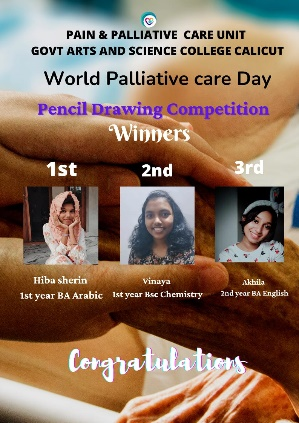 PAIN & PALLIATIVE CARE UNIT
GOVT ARTS AND SCIENCE COLLEGE CALICUT
World Palliative care Day
Pencil Drawing Competition
Winners
1st
2nd
3rd
Hiba sherin
1st year BA Arabic
Vinaya
1st year Bsc Chemistry
Akhila
2nd year BA English
Congratulations